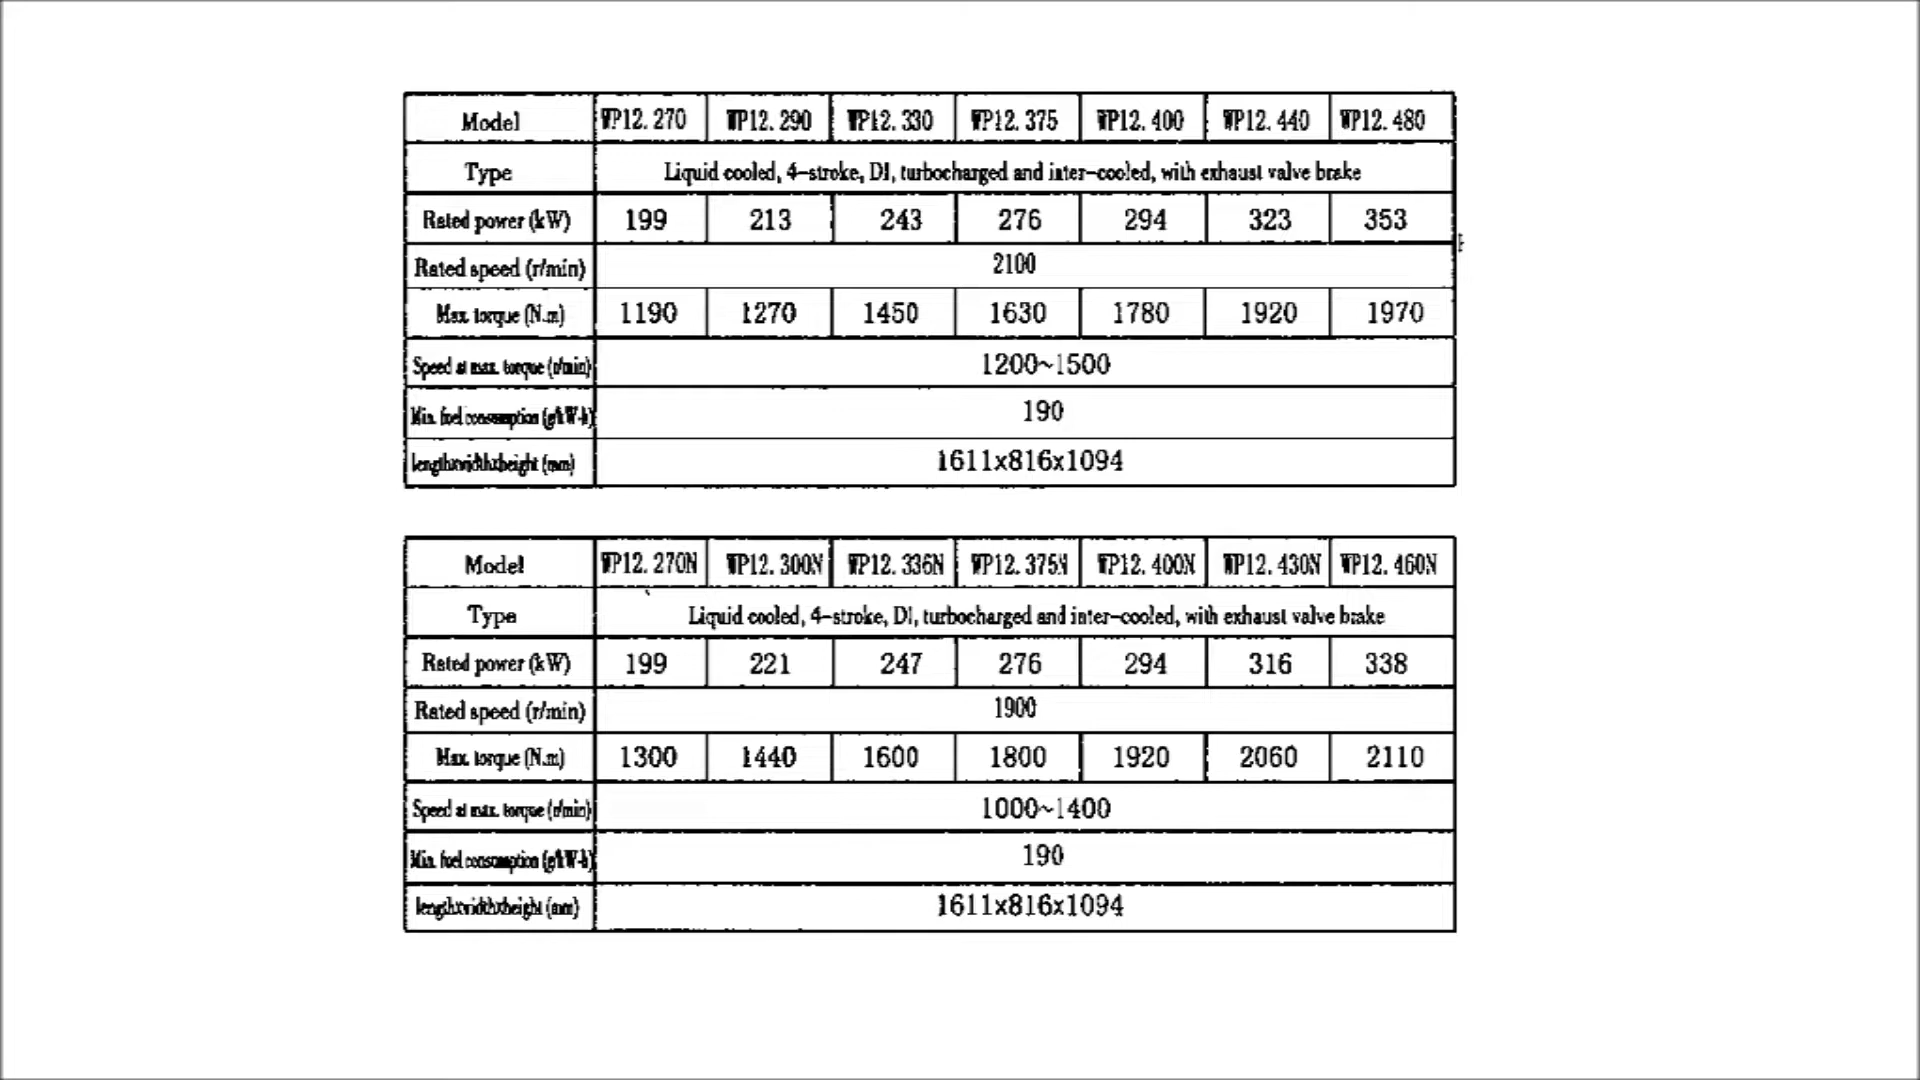 Model WP12. 270 WP12. 290 WP12. 330 WP12. 375 WP12. 400 WP12. 440 WP12. 480
Type Liquid cooled, 4-stroke, DI, turbocharged and inter-cooled, with exhaust valve brake
Rated power (kW) 199 213 243 276 294 323 353
Rated speed (r/min) 2100
Max. torque (N.m) 1190 1270 1450 1630 1780 1920 1970
Speed at max. torque (r/min) 1200~1500
Min. fuel consumption (g/kW·h) 190
length×width×height (mm) 1611x816x1094
Model WP12. 270N WP12. 300N WP12. 336N WP12. 375N WP12. 400N WP12. 430N WP12. 460N
Type Liquid cooled, 4-stroke, DI, turbocharged and inter-cooled, with exhaust valve brake
Rated power (kW) 199 221 247 276 294 316 338
Rated speed (r/min) 1900
Max. torque (N.m) 1300 1440 1600 1800 1920 2060 2110
Speed at max. torque (r/min) 1000~1400
Min. fuel consumption (g/kW·h) 190
length×width×height (mm) 1611x816x1094